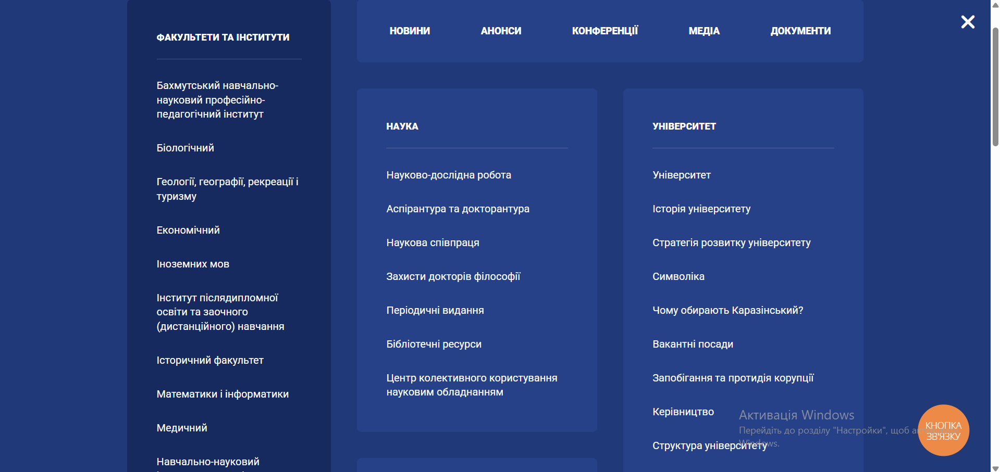 ФАКУЛЬТЕТИ ТА ІНСТИТУТИ
Бахмутський навчально-
науковий професійно-
педагогічний інститут
Біологічний
Геології, географії, рекреації і
туризму
Економічний
Іноземних мов
Інститут післядипломної
освіти та заочного
(дистанційного) навчання
Історичний факультет
Математики і інформатики
Медичний
Навчально-науковий
НОВИНИ АНОНСИ КОНФЕРЕНЦІЇ МЕДІА ДОКУМЕНТИ
НАУКА
Науково-дослідна робота
Аспірантура та докторантура
Наукова співпраця
Захисти докторів філософії
Періодичні видання
Бібліотечні ресурси
Центр колективного користування
науковим обладнанням
УНІВЕРСИТЕТ
Університет
Історія університету
Стратегія розвитку університету
Символіка
Чому обирають Каразінський?
Вакантні посади
Запобігання та протидія корупції
Керівництво
Структура університету
Активація Windows
Перейдіть до розділу "Настройки", щоб
Windows.
КНОПКА
ЗВ'ЯЗКУ